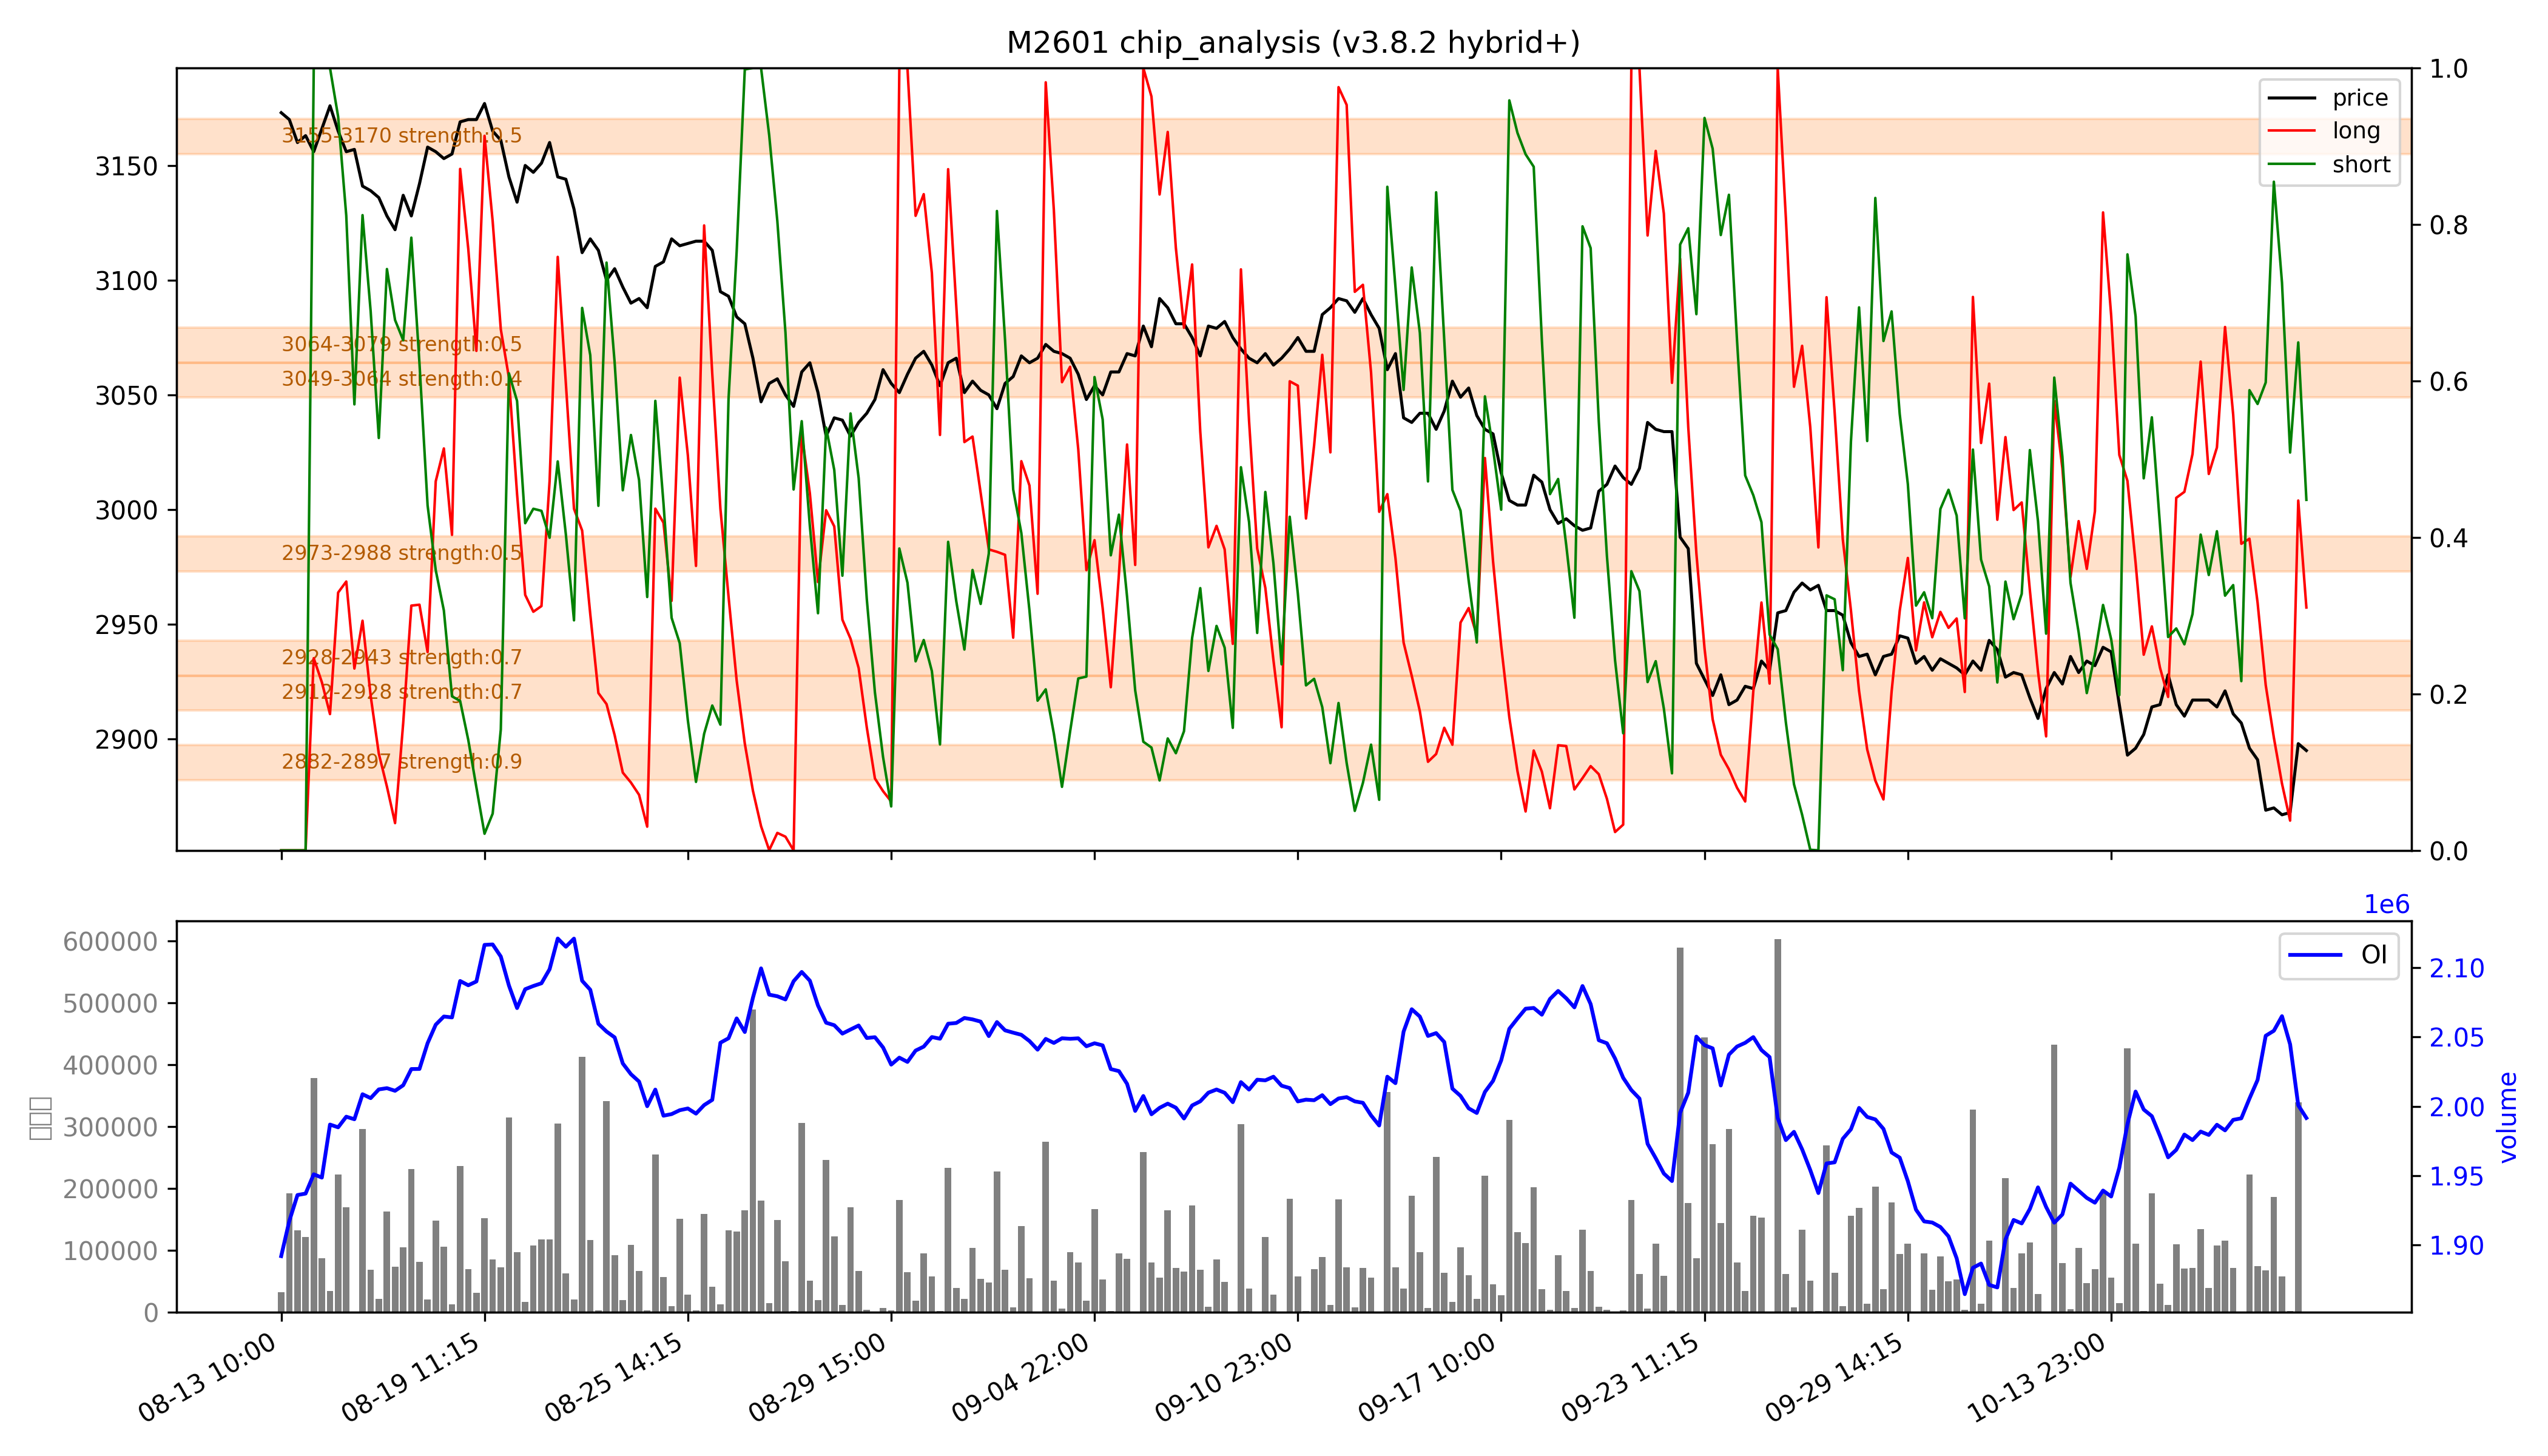 M2601 chip_analysis (v3.8.2 hybrid+)
price
long
short
3155-3170 strength:0.5
3064-3079 strength:0.5
3049-3064 strength:0.4
2973-2988 strength:0.5
2928-2943 strength:0.7
2912-2928 strength:0.7
2882-2897 strength:0.9
3150
3100
3050
3000
2950
2900
1.0
0.8
0.6
0.4
0.2
0.0
1e6
OI
600000
500000
400000
300000
200000
100000
0
2.10
2.05
2.00
1.95
1.90
volume
08-13 10:00
08-19 11:15
08-25 14:15
08-29 15:00
09-04 22:00
09-10 23:00
09-17 10:00
09-23 11:15
09-29 14:15
10-13 23:00